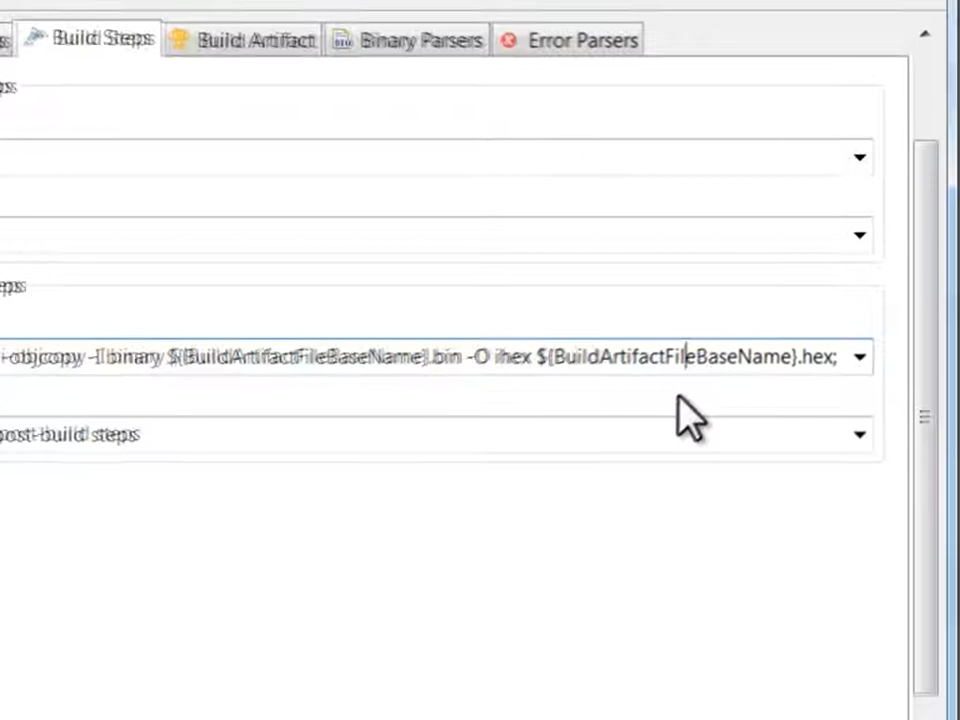 Build Steps Build Artifact Binary Parsers Error Parsers
-objcopy -I binary ${BuildArtifactFileBaseName}.bin -O ihex ${BuildArtifactFileBaseName}.hex;
post-build steps